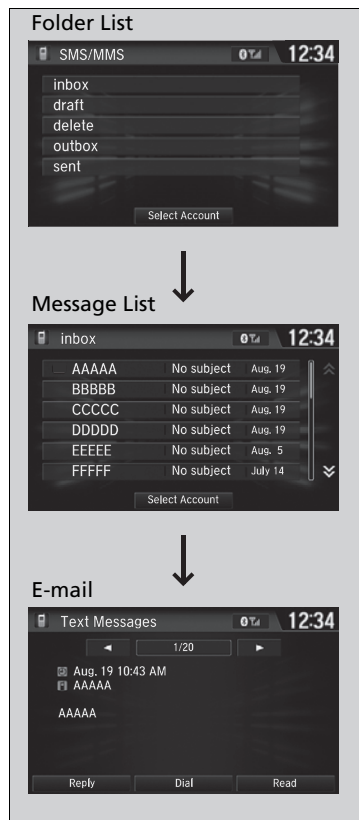 Folder List
SMS/MMS 12:34
inbox
draft
delete
outbox
sent
Select Account
Message List
inbox 12:34
AAAAA No subject Aug. 19
BBBBB No subject Aug. 19
CCCCC No subject Aug. 19
DDDDD No subject Aug. 19
EEEEE No subject Aug. 5
FFFFF No subject July 14
Select Account
E-mail
Text Messages 12:34
1/20
Aug. 19 10:43 AM
AAAAA
AAAAA
Reply Dial Read